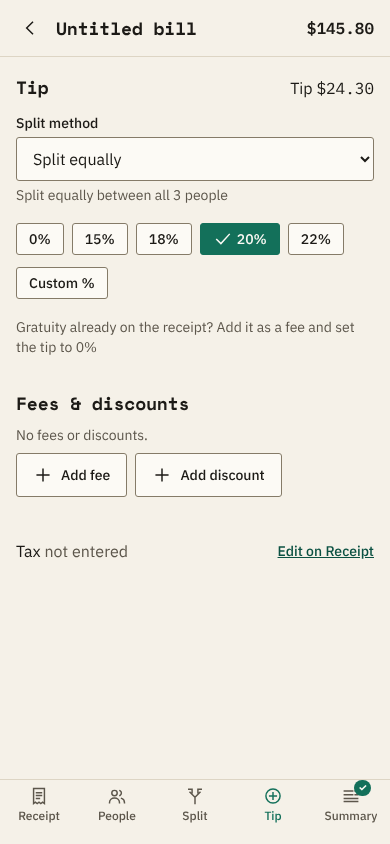 Untitled bill
$145.80
Tip
Tip $24.30
Split method
Split equally
Split equally between all 3 people
0%
15%
18%
20%
22%
Custom %
Gratuity already on the receipt? Add it as a fee and set
the tip to 0%
Fees & discounts
No fees or discounts.
Add fee
Add discount
Tax not entered
Edit on Receipt
Receipt
People
Split
Tip
Summary